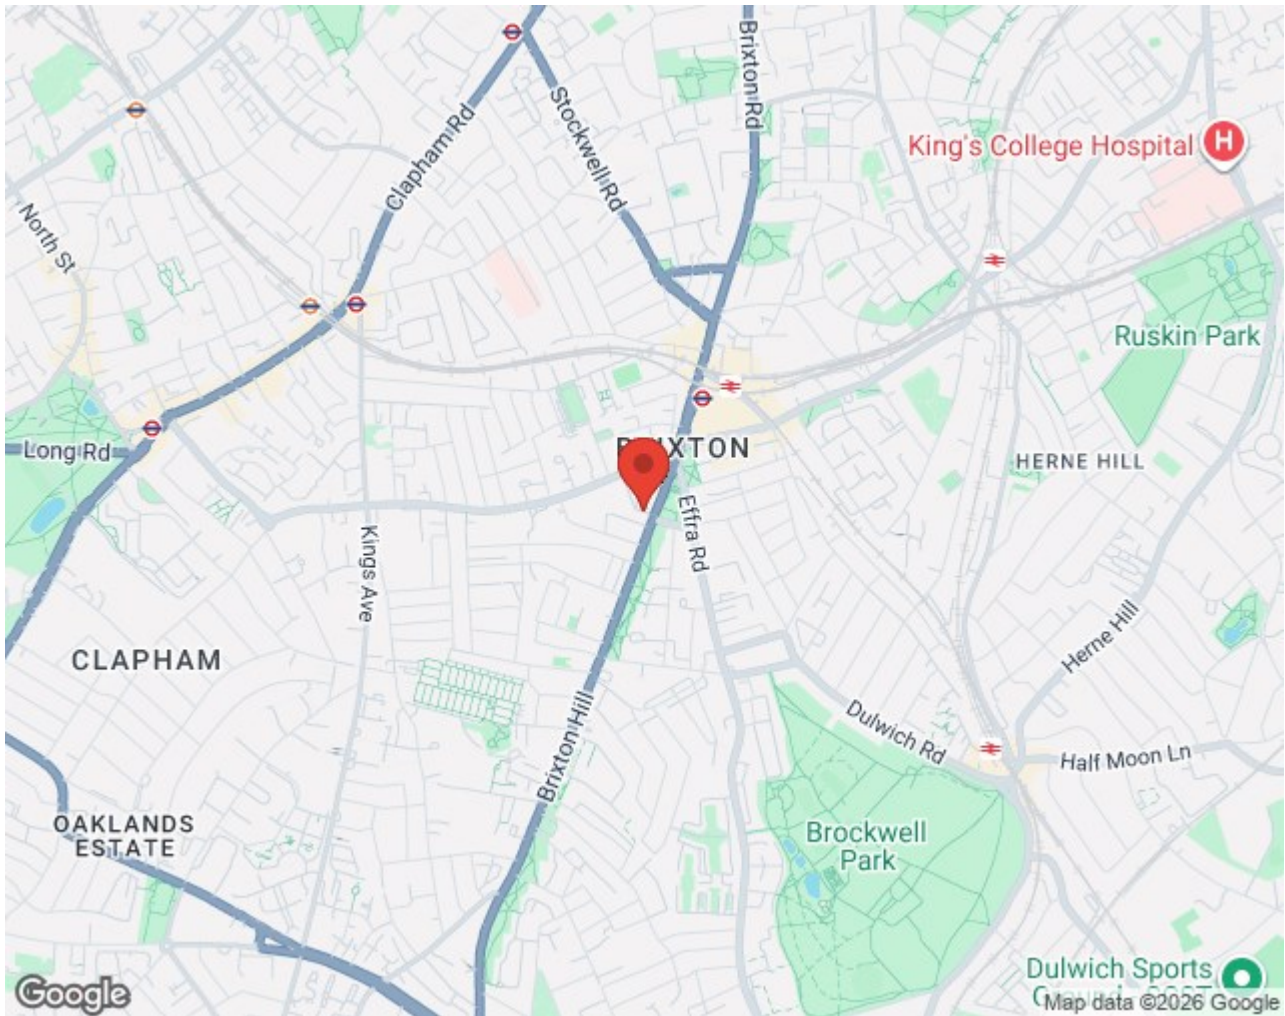 Brixton Rd
Stockwell Rd
Clapham Rd
King's College Hospital
H
North St
Ruskin Park
BRIXTON
Long Rd
HERNE HILL
Effra Rd
Kings Ave
Herne Hill
CLAPHAM
Brixton Hill
Dulwich Rd
Half Moon Ln
OAKLANDS
ESTATE
Brockwell
Park
Dulwich Sports
Google
Map data ©2026 Google